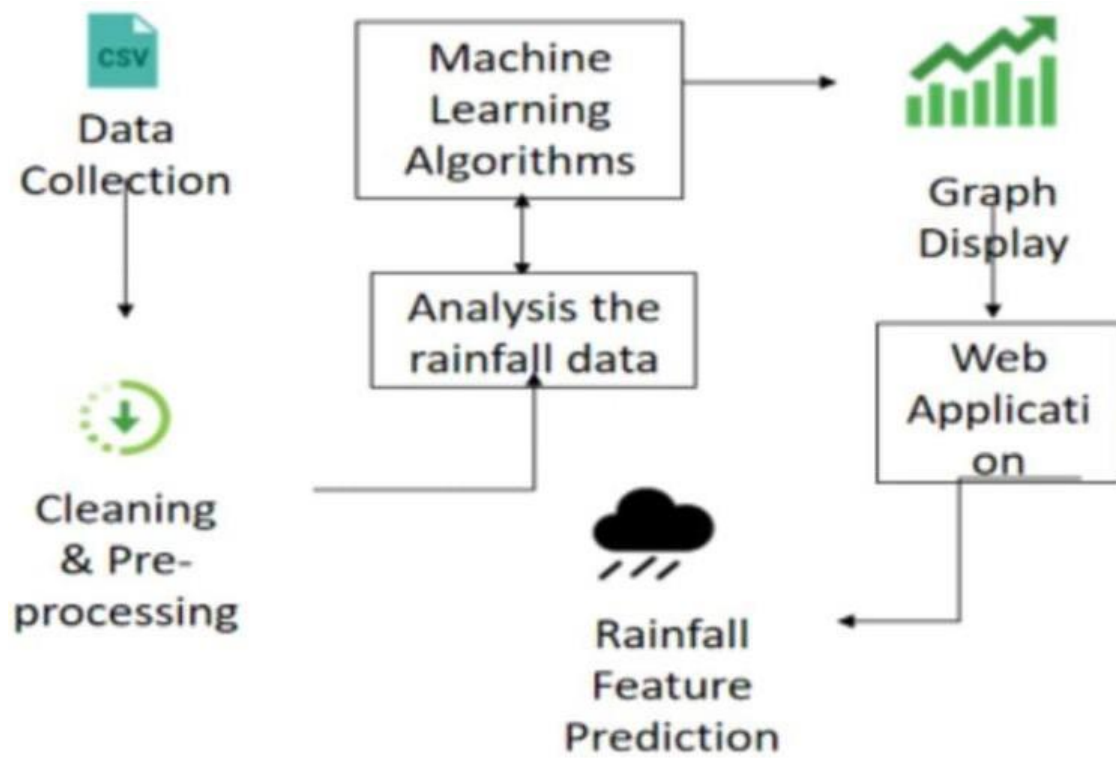 CSV
Data
Collection
Cleaning
& Pre-
processing
Machine
Learning
Algorithms
Analysis the
rainfall data
Graph
Display
Web
Applicati
on
Rainfall
Feature
Prediction